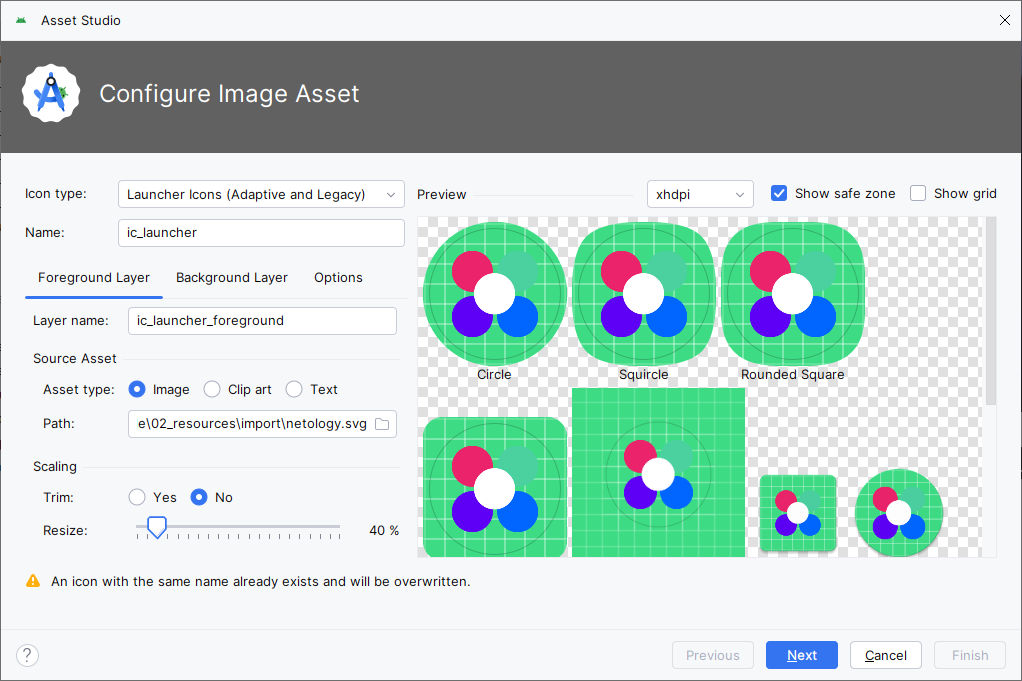 Asset Studio
Configure Image Asset
Icon type: Launcher Icons (Adaptive and Legacy)
Name: ic_launcher
Foreground Layer Background Layer Options
Layer name: ic_launcher_foreground
Source Asset
Asset type: Image Clip art Text
Path: e\02_resources\import\netology.svg
Scaling
Trim: Yes No
Resize: 40 %
Preview xhdpi Show safe zone Show grid
Circle Squircle Rounded Square
An icon with the same name already exists and will be overwritten.
? Previous Next Cancel Finish